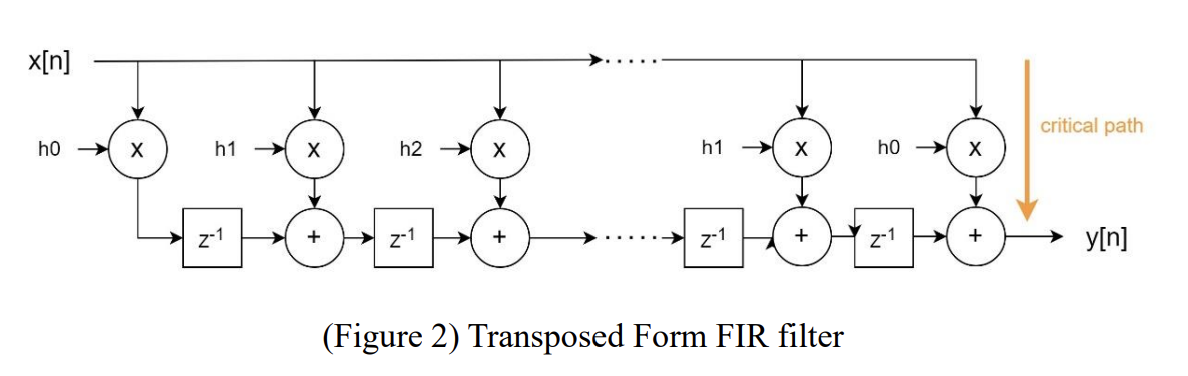 x[n]
critical path
h0 x h1 x h2 x h1 x h0 x
z-1 + z-1 + z-1 + z-1 + y[n]
(Figure 2) Transposed Form FIR filter